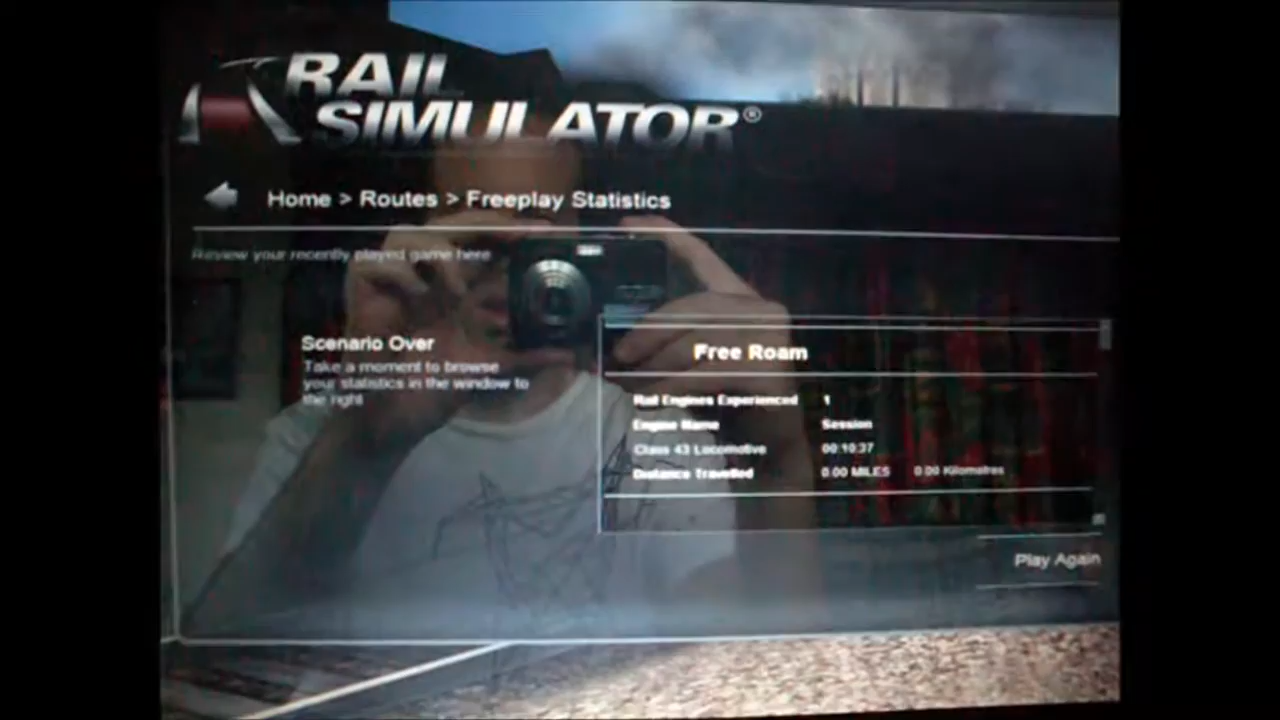 RAIL
SIMULATOR®
Home > Routes > Freeplay Statistics
Review your recently played game here
Scenario Over
Take a moment to browse
your statistics in the window to
the right
Free Roam
Rail Engines Experienced 1
Engine Name Session
Class 43 Locomotive 00:10:37
Distance Travelled 0.00 MILES 0.00 Kilometres
Play Again